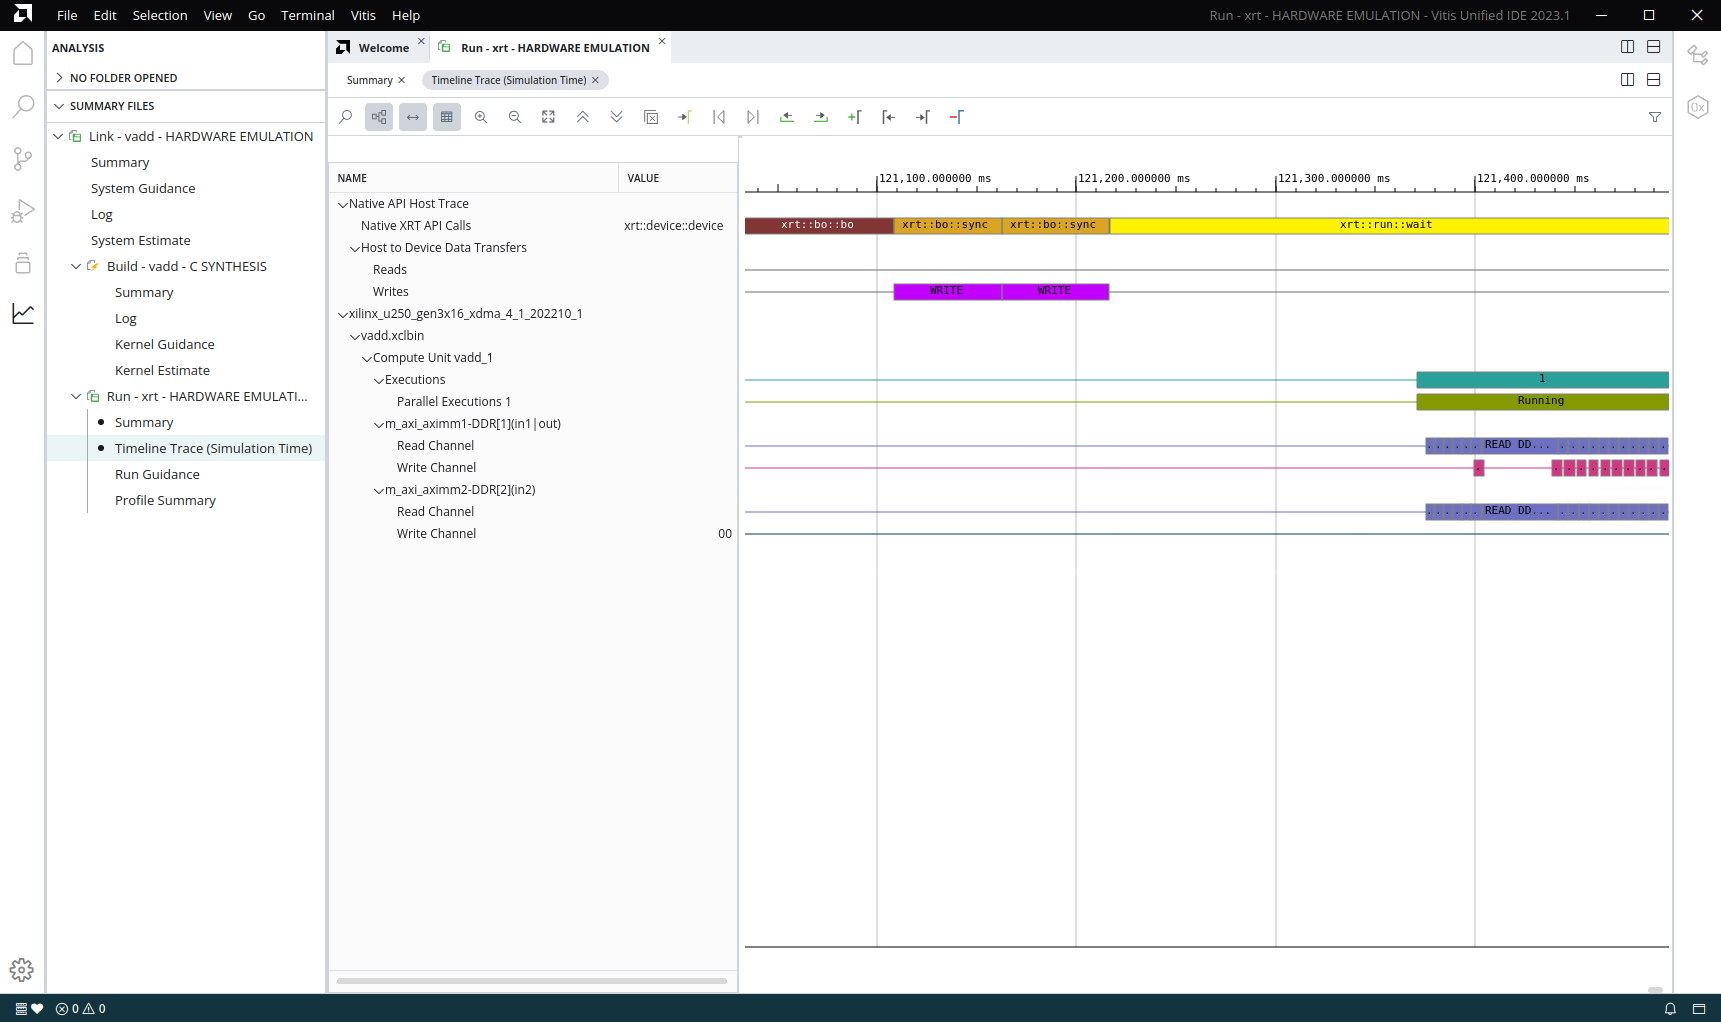 File Edit Selection View Go Terminal Vitis Help
Run - xrt - HARDWARE EMULATION - Vitis Unified IDE 2023.1
ANALYSIS
NO FOLDER OPENED
SUMMARY FILES
Link - vadd - HARDWARE EMULATION
Summary
System Guidance
Log
System Estimate
Build - vadd - C SYNTHESIS
Summary
Log
Kernel Guidance
Kernel Estimate
Run - xrt - HARDWARE EMULATI...
Summary
Timeline Trace (Simulation Time)
Run Guidance
Profile Summary
Welcome
Run - xrt - HARDWARE EMULATION
Summary
Timeline Trace (Simulation Time)
NAME VALUE
121,100.000000 ms 121,200.000000 ms 121,300.000000 ms 121,400.000000 ms
Native API Host Trace
Native XRT API Calls xrt::device::device
xrt::bo::bo xrt::bo::sync xrt::bo::sync xrt::run::wait
Host to Device Data Transfers
Reads
Writes
WRITE WRITE
xilinx_u250_gen3x16_xdma_4_1_202210_1
vadd.xclbin
Compute Unit vadd_1
Executions
1
Parallel Executions 1
Running
m_axi_aximm1-DDR[1](in1|out)
Read Channel
READ DD...
Write Channel
m_axi_aximm2-DDR[2](in2)
Read Channel
READ DD...
Write Channel 00
0x
0 0